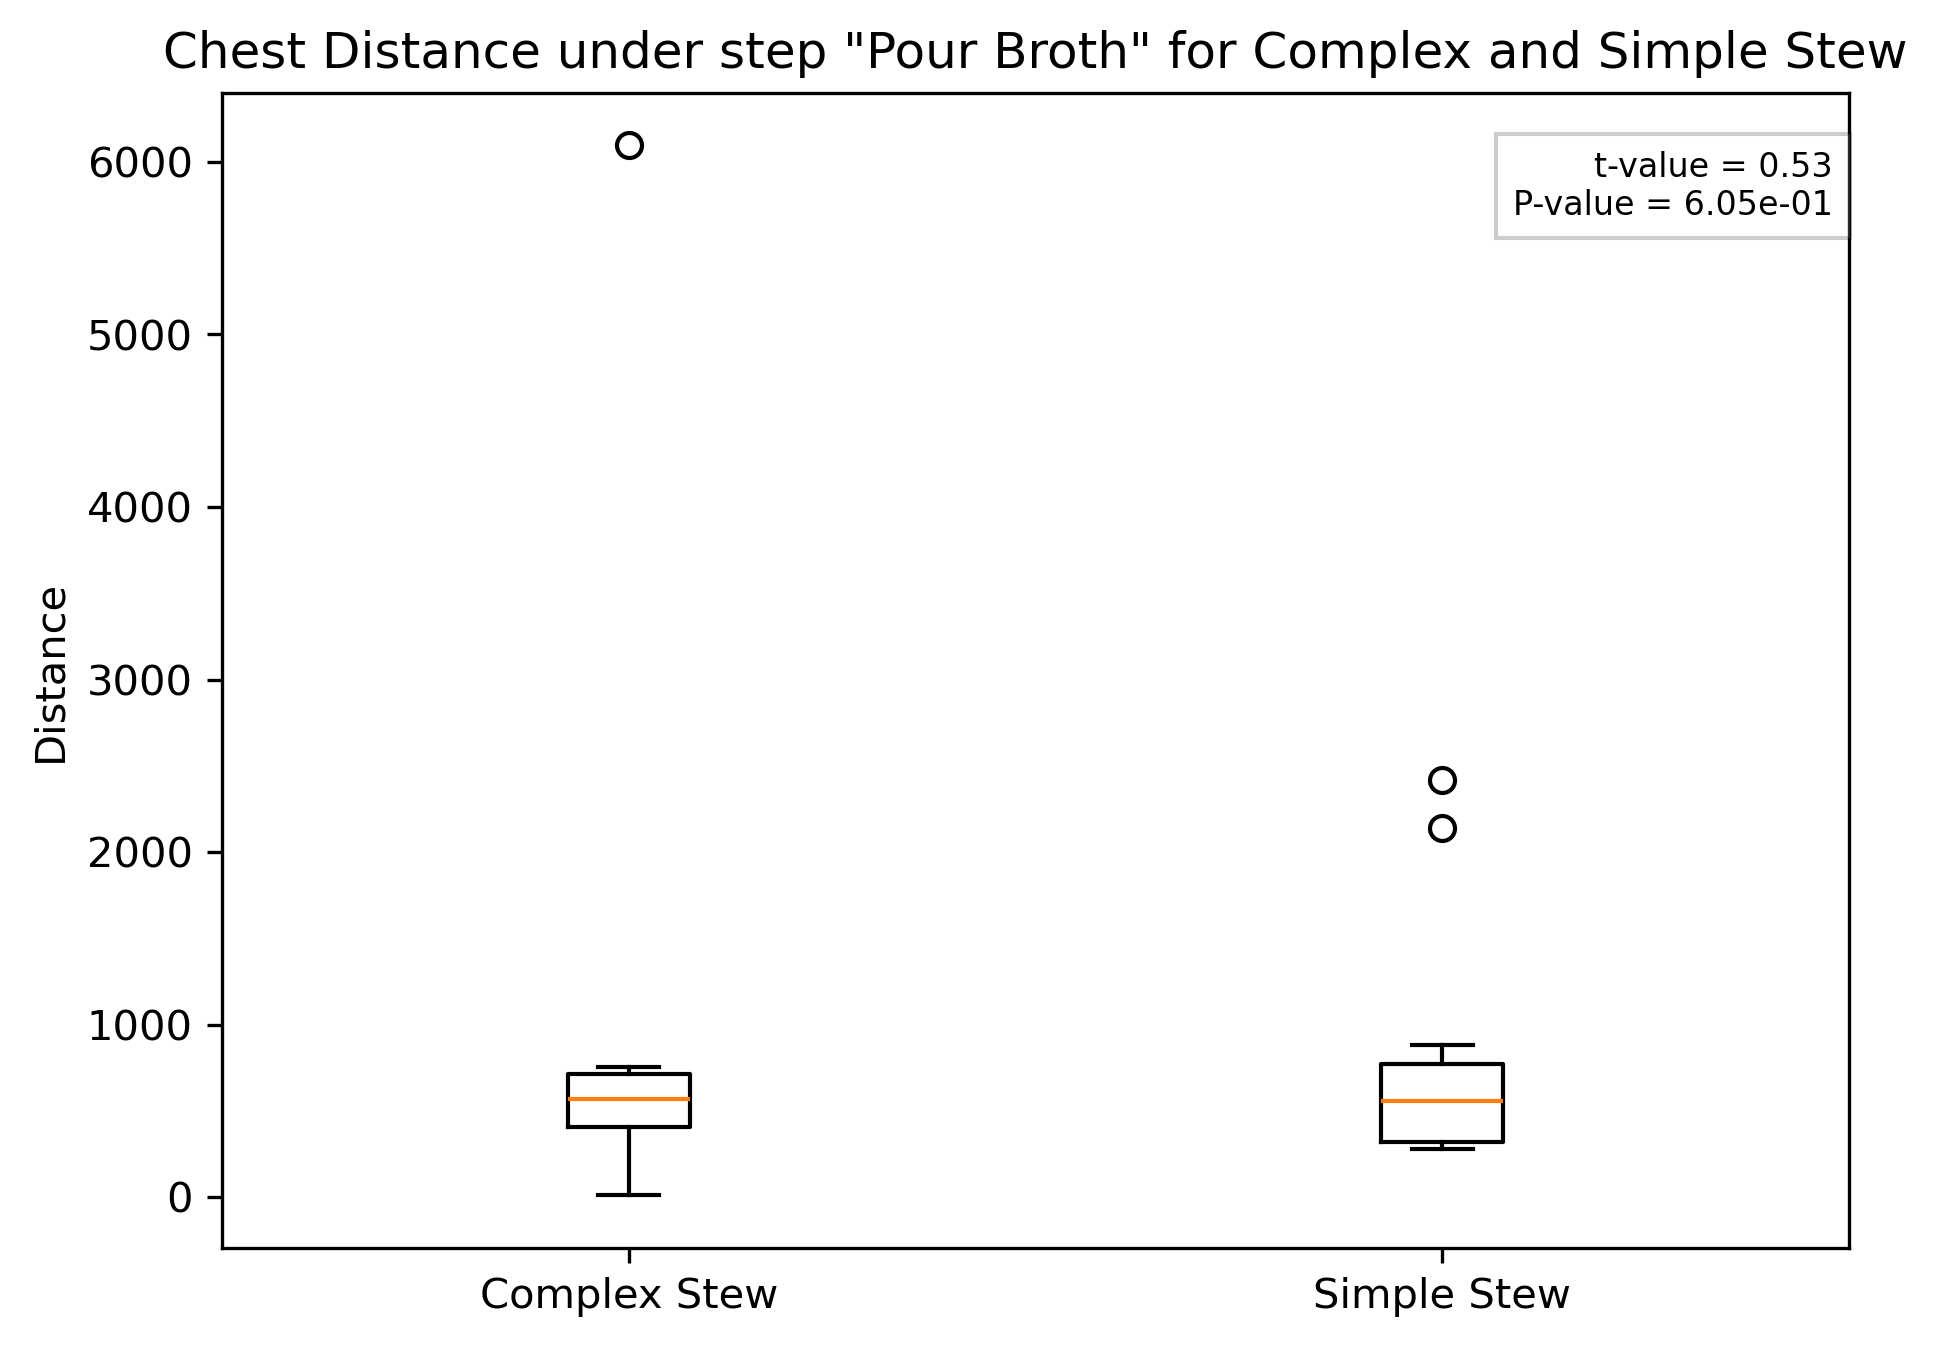 Chest Distance under step "Pour Broth" for Complex and Simple Stew
t-value = 0.53
P-value = 6.05e-01
6000
5000
4000
3000
2000
1000
0
Distance
Complex Stew
Simple Stew